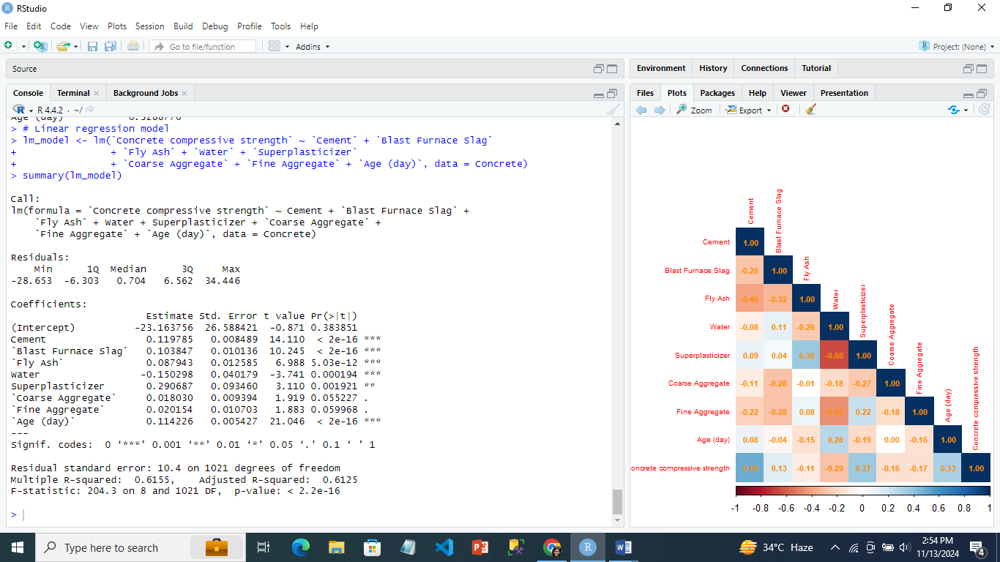 RStudio
File Edit Code View Plots Session Build Debug Profile Tools Help
Go to file/function
Addins
Project: (None)
Source
Console Terminal Background Jobs
R 4.4.2 · ~/
Age (day) 0.3288770
> # Linear regression model
> lm_model <- lm(`Concrete compressive strength` ~ `Cement` + `Blast Furnace Slag`
+ + `Fly Ash` + `Water` + `Superplasticizer`
+ + `Coarse Aggregate` + `Fine Aggregate` + `Age (day)`, data = Concrete)
> summary(lm_model)
Call:
lm(formula = `Concrete compressive strength` ~ Cement + `Blast Furnace Slag` +
`Fly Ash` + Water + Superplasticizer + `Coarse Aggregate` +
`Fine Aggregate` + `Age (day)`, data = Concrete)
Residuals:
Min 1Q Median 3Q Max
-28.653 -6.303 0.704 6.562 34.446
Coefficients:
Estimate Std. Error t value Pr(>|t|)
(Intercept) -23.163756 26.588421 -0.871 0.383851
Cement 0.119785 0.008489 14.110 < 2e-16 ***
`Blast Furnace Slag` 0.103847 0.010136 10.245 < 2e-16 ***
`Fly Ash` 0.087943 0.012585 6.988 5.03e-12 ***
Water -0.150298 0.040179 -3.741 0.000194 ***
Superplasticizer 0.290687 0.093460 3.110 0.001921 **
`Coarse Aggregate` 0.018030 0.009394 1.919 0.055227 .
`Fine Aggregate` 0.020154 0.010703 1.883 0.059968 .
`Age (day)` 0.114226 0.005427 21.046 < 2e-16 ***
---
Signif. codes: 0 ‘***’ 0.001 ‘**’ 0.01 ‘*’ 0.05 ‘.’ 0.1 ‘ ’ 1
Residual standard error: 10.4 on 1021 degrees of freedom
Multiple R-squared: 0.6155, Adjusted R-squared: 0.6125
F-statistic: 204.3 on 8 and 1021 DF, p-value: < 2.2e-16
>
Environment History Connections Tutorial
Files Plots Packages Help Viewer Presentation
Zoom Export
Cement
Blast Furnace Slag
Fly Ash
Water
Superplasticizer
Coarse Aggregate
Fine Aggregate
Age (day)
Concrete compressive strength
Cement 1.00
Blast Furnace Slag -0.28 1.00
Fly Ash -0.40 -0.32 1.00
Water -0.08 0.11 -0.26 1.00
Superplasticizer 0.09 0.04 0.38 -0.66 1.00
Coarse Aggregate -0.11 -0.28 -0.01 -0.18 -0.27 1.00
Fine Aggregate -0.22 -0.28 0.08 -0.45 0.22 -0.18 1.00
Age (day) 0.08 -0.04 -0.15 0.28 -0.19 0.00 -0.16 1.00
oncrete compressive strength 0.50 0.13 -0.11 -0.29 0.37 -0.16 -0.17 0.33 1.00
-1 -0.8 -0.6 -0.4 -0.2 0 0.2 0.4 0.6 0.8 1
Type here to search
34°C Haze
2:54 PM
11/13/2024
4